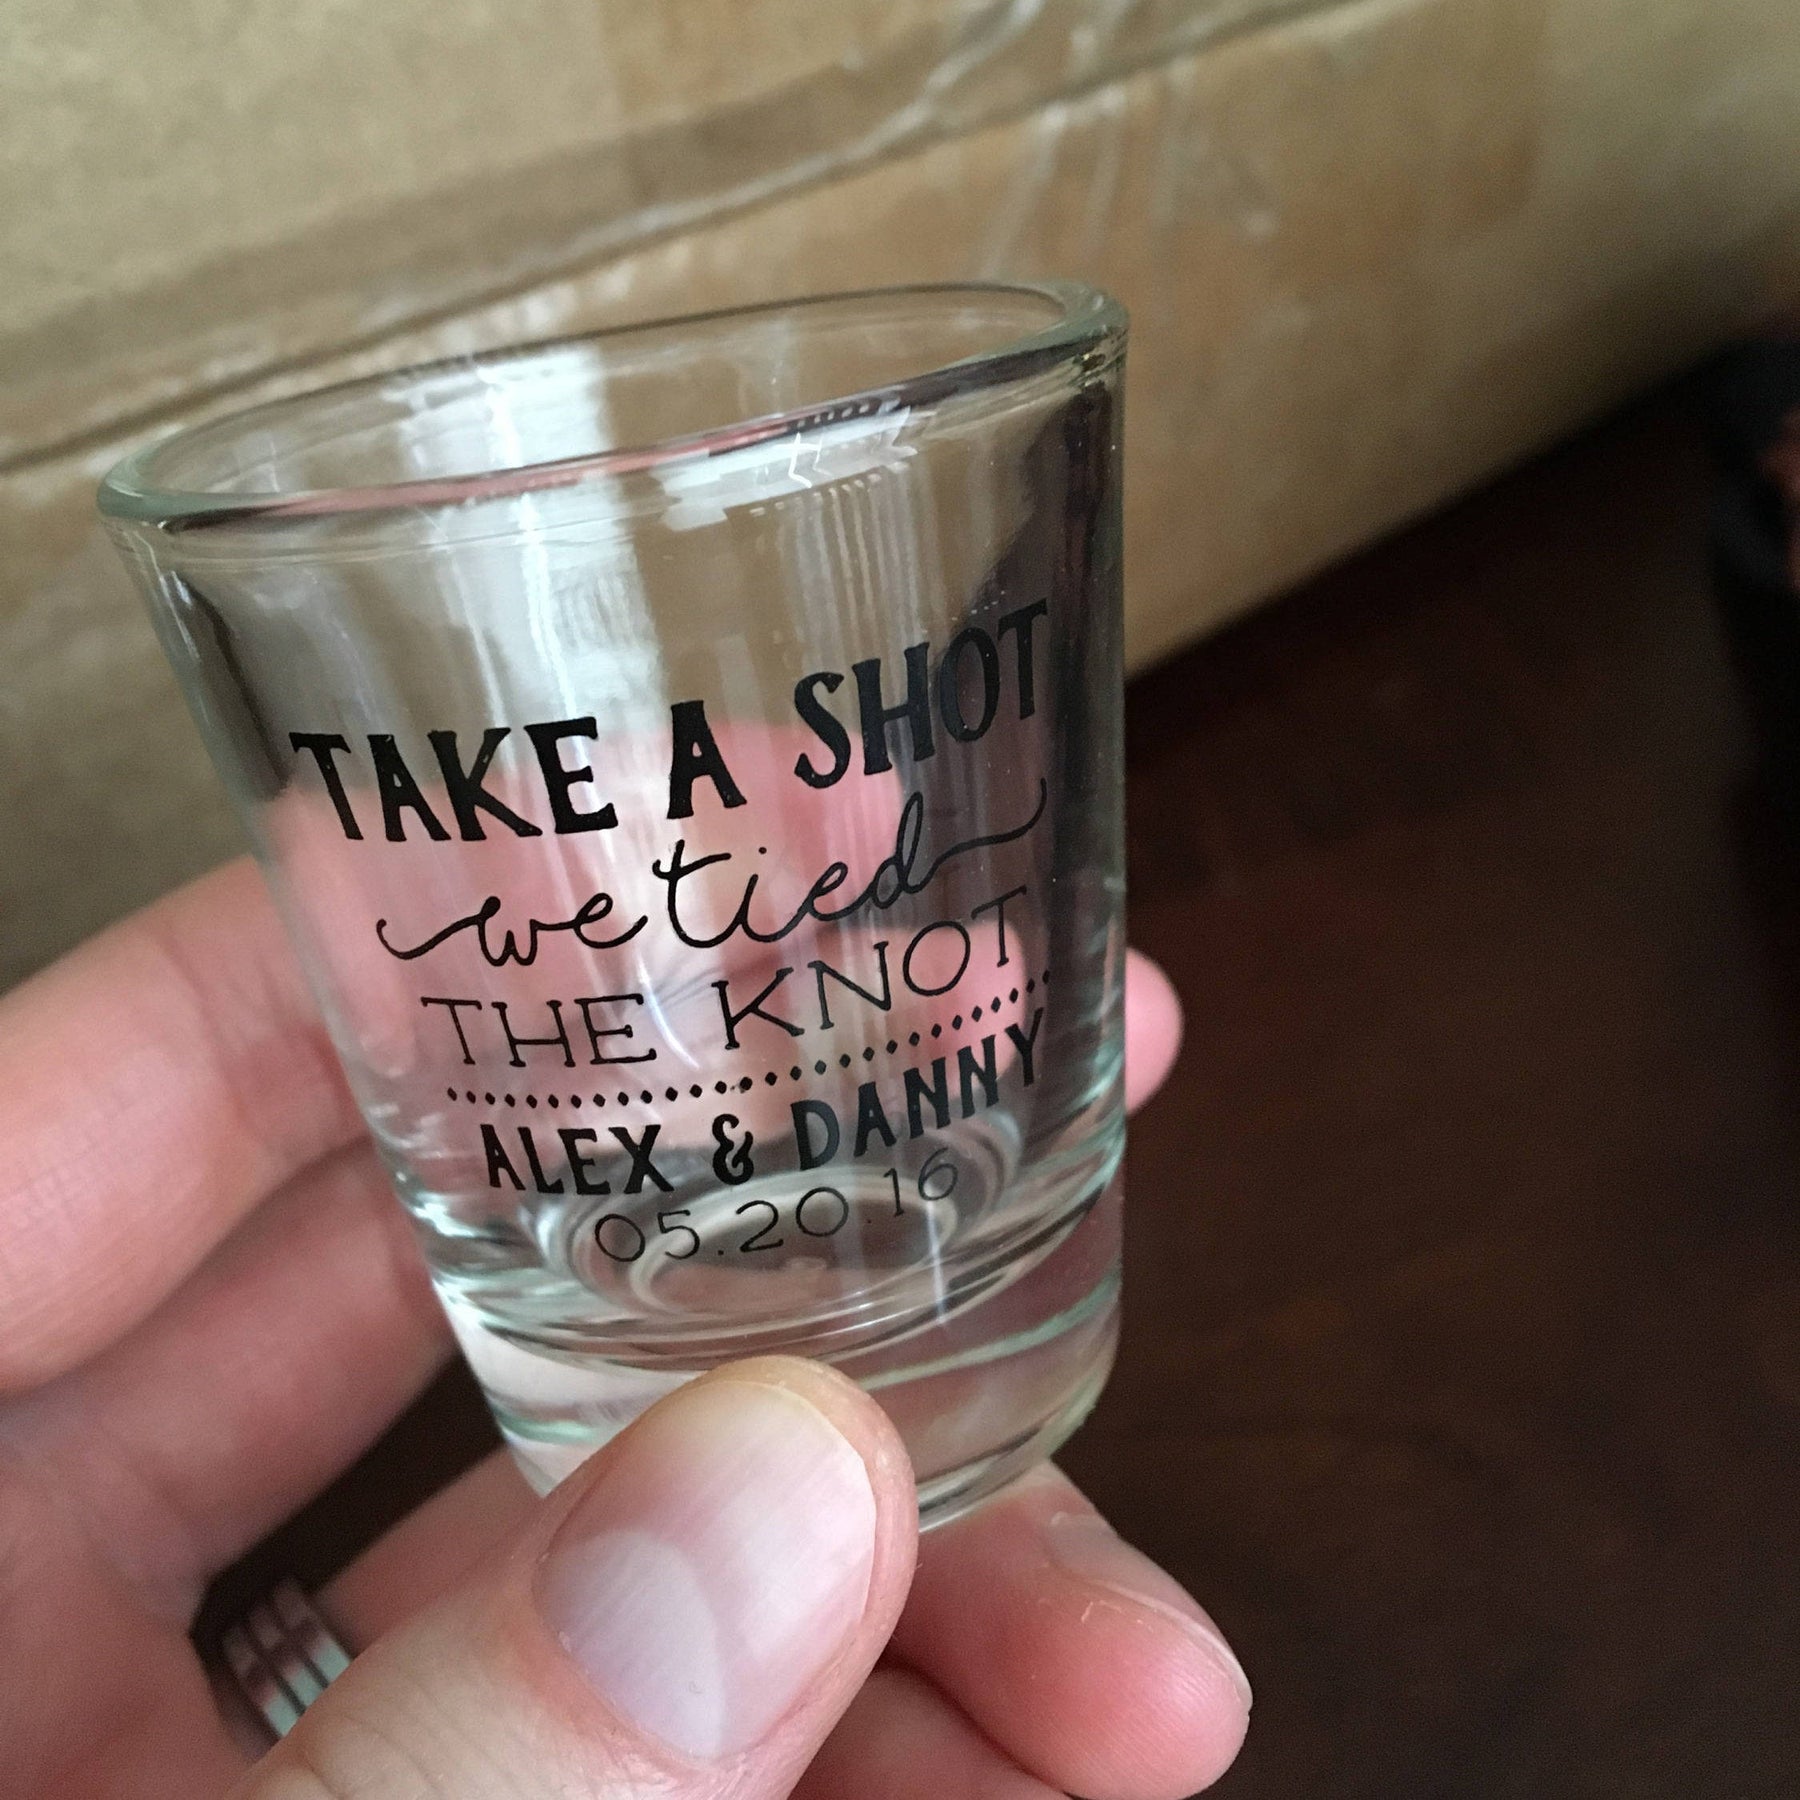 TAKE A SHOT
we tied
THE KNOT
ALEX & DANNY
05.20.16